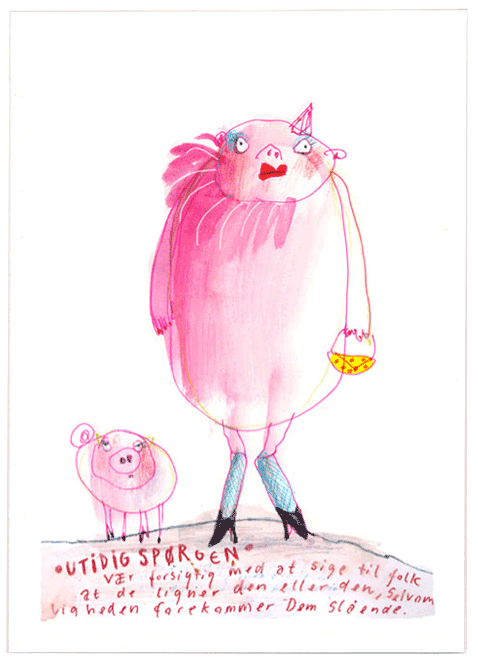 •UTIDIG SPØRGEN•
Vær forsigtig med at sige til folk
at de ligner den eller den, Selvom
ligheden forekommer Dem slående.